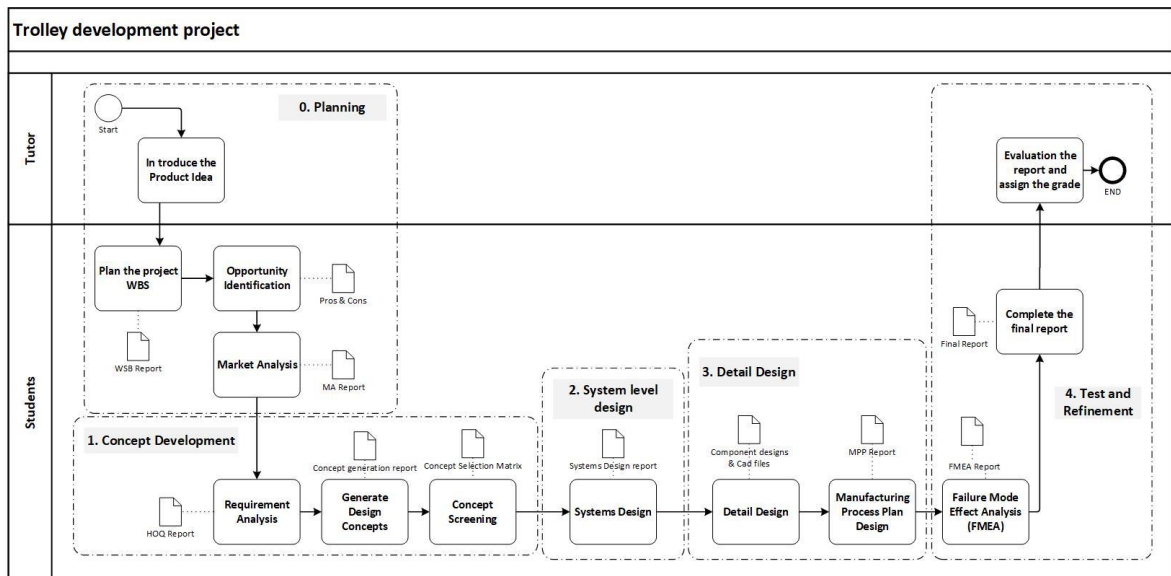 Trolley development project
Tutor
0. Planning
Start
In troduce the
Product Idea
Evaluation the
report and
assign the grade
END
Students
Plan the project
WBS
Opportunity
Identification
Pros & Cons
WSB Report
Market Analysis
MA Report
Complete the
final report
Final Report
1. Concept Development
2. System level
design
3. Detail Design
4. Test and
Refinement
Concept generation report
Concept Selection Matrix
Systems Design report
Component designs
& Cad files
MPP Report
FMEA Report
HOQ Report
Requirement
Analysis
Generate
Design
Concepts
Concept
Screening
Systems Design
Detail Design
Manufacturing
Process Plan
Design
Failure Mode
Effect Analysis
(FMEA)